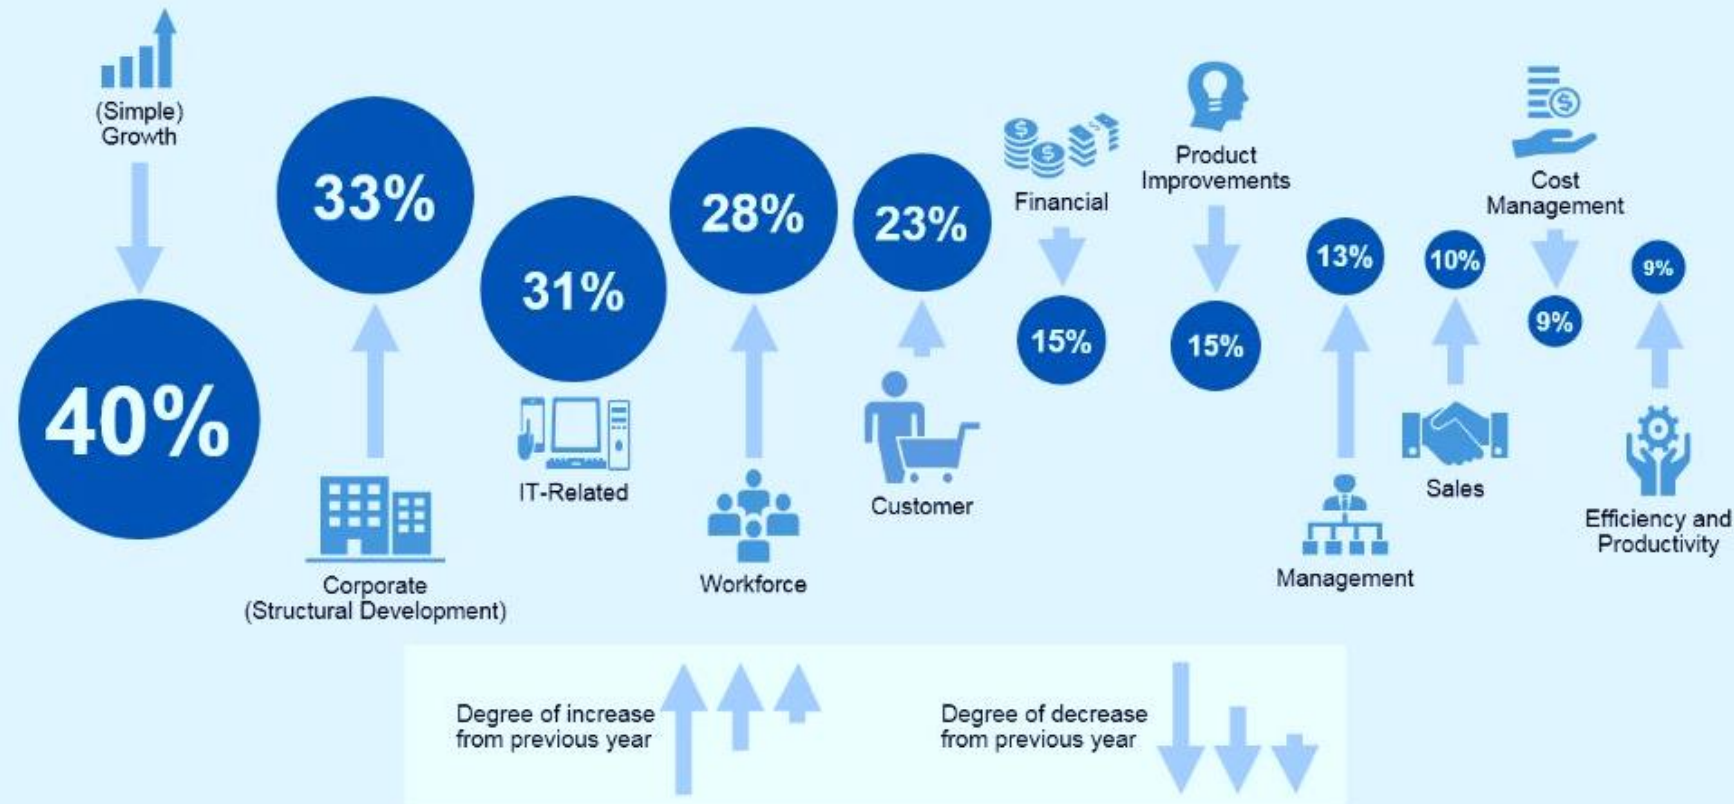 (Simple)
Growth
40%
33%
Corporate
(Structural Development)
31%
IT-Related
28%
Workforce
23%
Customer
$
$
$
Financial
15%
Product
Improvements
15%
13%
Management
10%
Sales
$
Cost
Management
9%
9%
Efficiency and
Productivity
Degree of increase
from previous year
Degree of decrease
from previous year